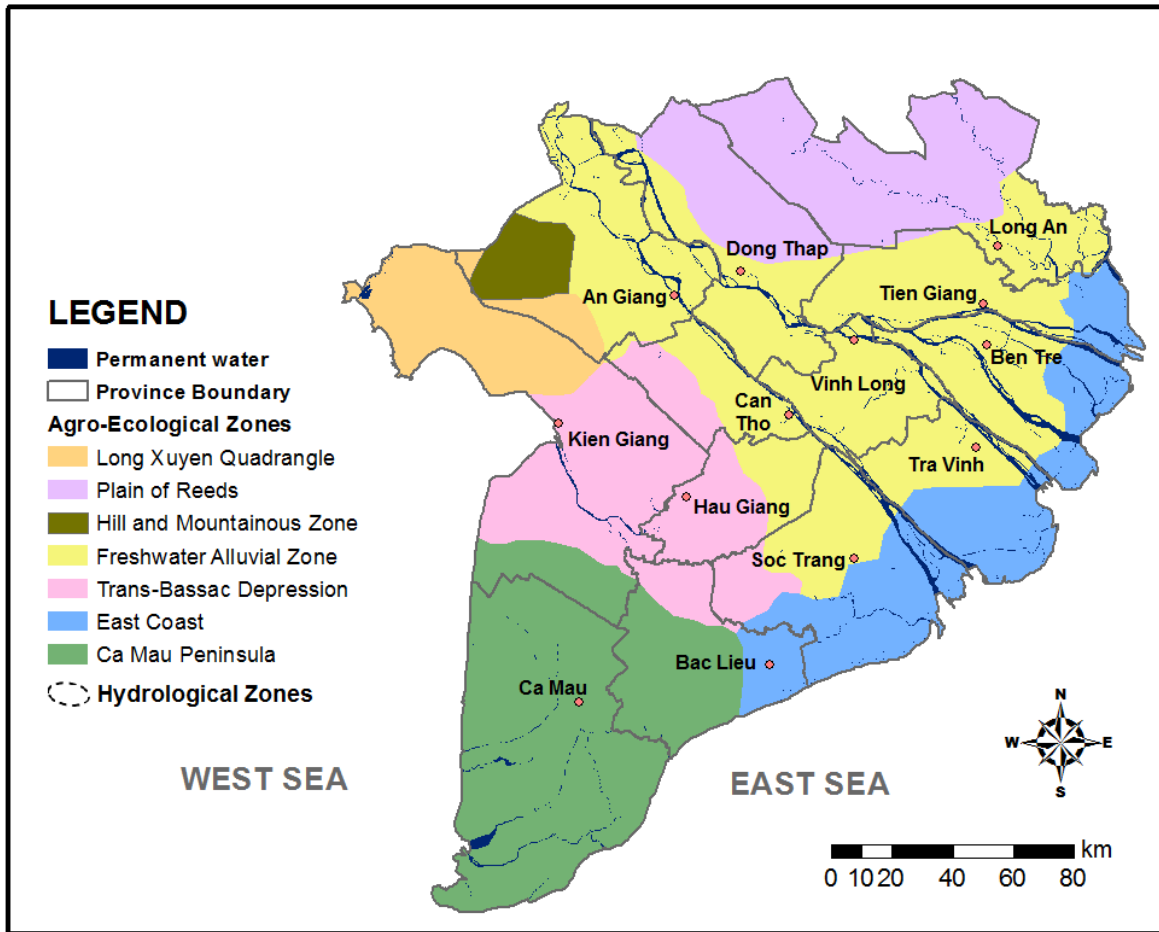 Long An
Dong Thap
An Giang
Tien Giang
Ben Tre
Vinh Long
Can
Tho
Kien Giang
Tra Vinh
Hau Giang
Soc Trang
Bac Lieu
Ca Mau
LEGEND
Permanent water
Province Boundary
Agro-Ecological Zones
Long Xuyen Quadrangle
Plain of Reeds
Hill and Mountainous Zone
Freshwater Alluvial Zone
Trans-Bassac Depression
East Coast
Ca Mau Peninsula
Hydrological Zones
WEST SEA
EAST SEA
N
W E
S
km
0 10 20 40 60 80